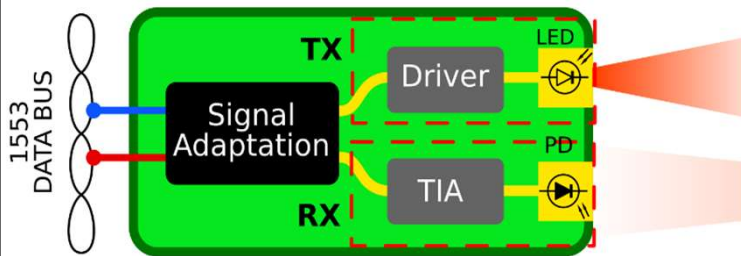 1553
DATA BUS
Signal
Adaptation
TX
Driver
LED
RX
TIA
PD